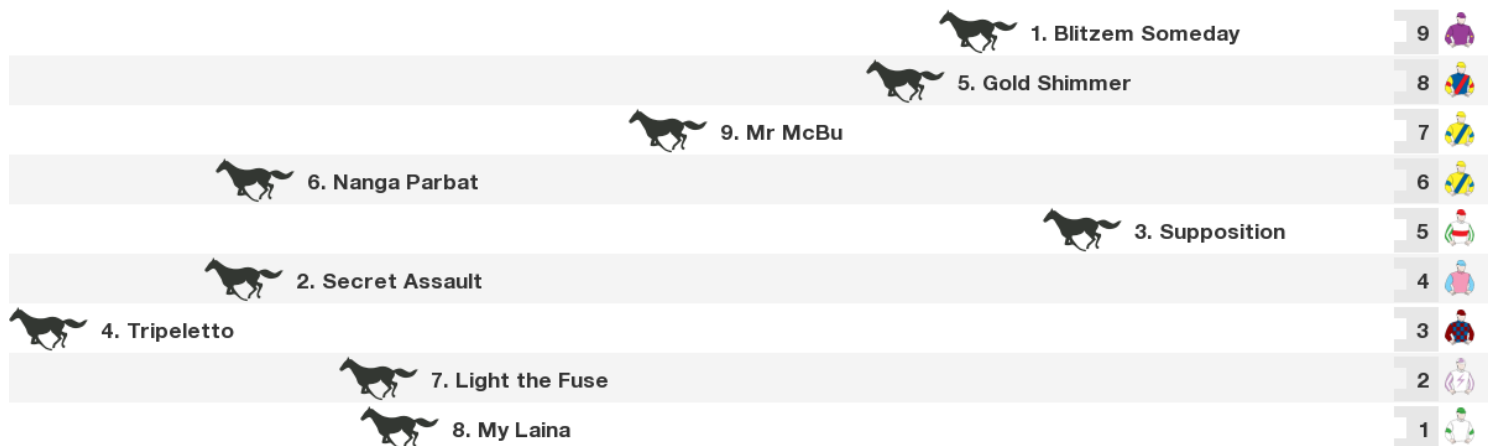 1. Blitzem Someday 9
5. Gold Shimmer 8
9. Mr McBu 7
6. Nanga Parbat 6
3. Supposition 5
2. Secret Assault 4
4. Tripeletto 3
7. Light the Fuse 2
8. My Laina 1